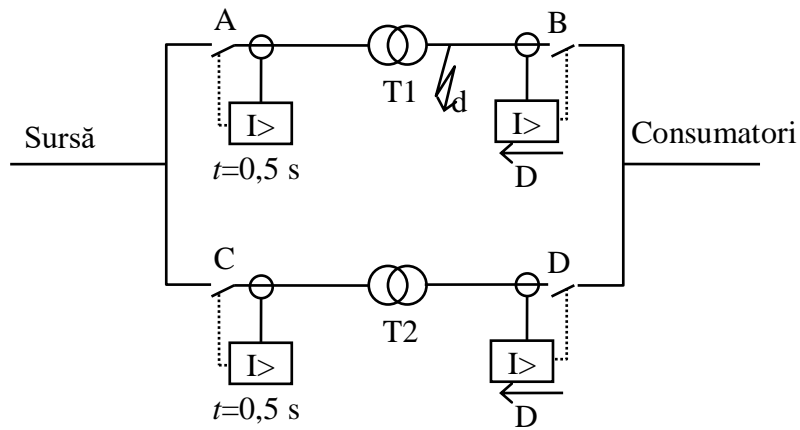 A
B
T1
d
I>
I>
Sursă
Consumatori
t=0,5 s
D
C
D
T2
I>
I>
t=0,5 s
D